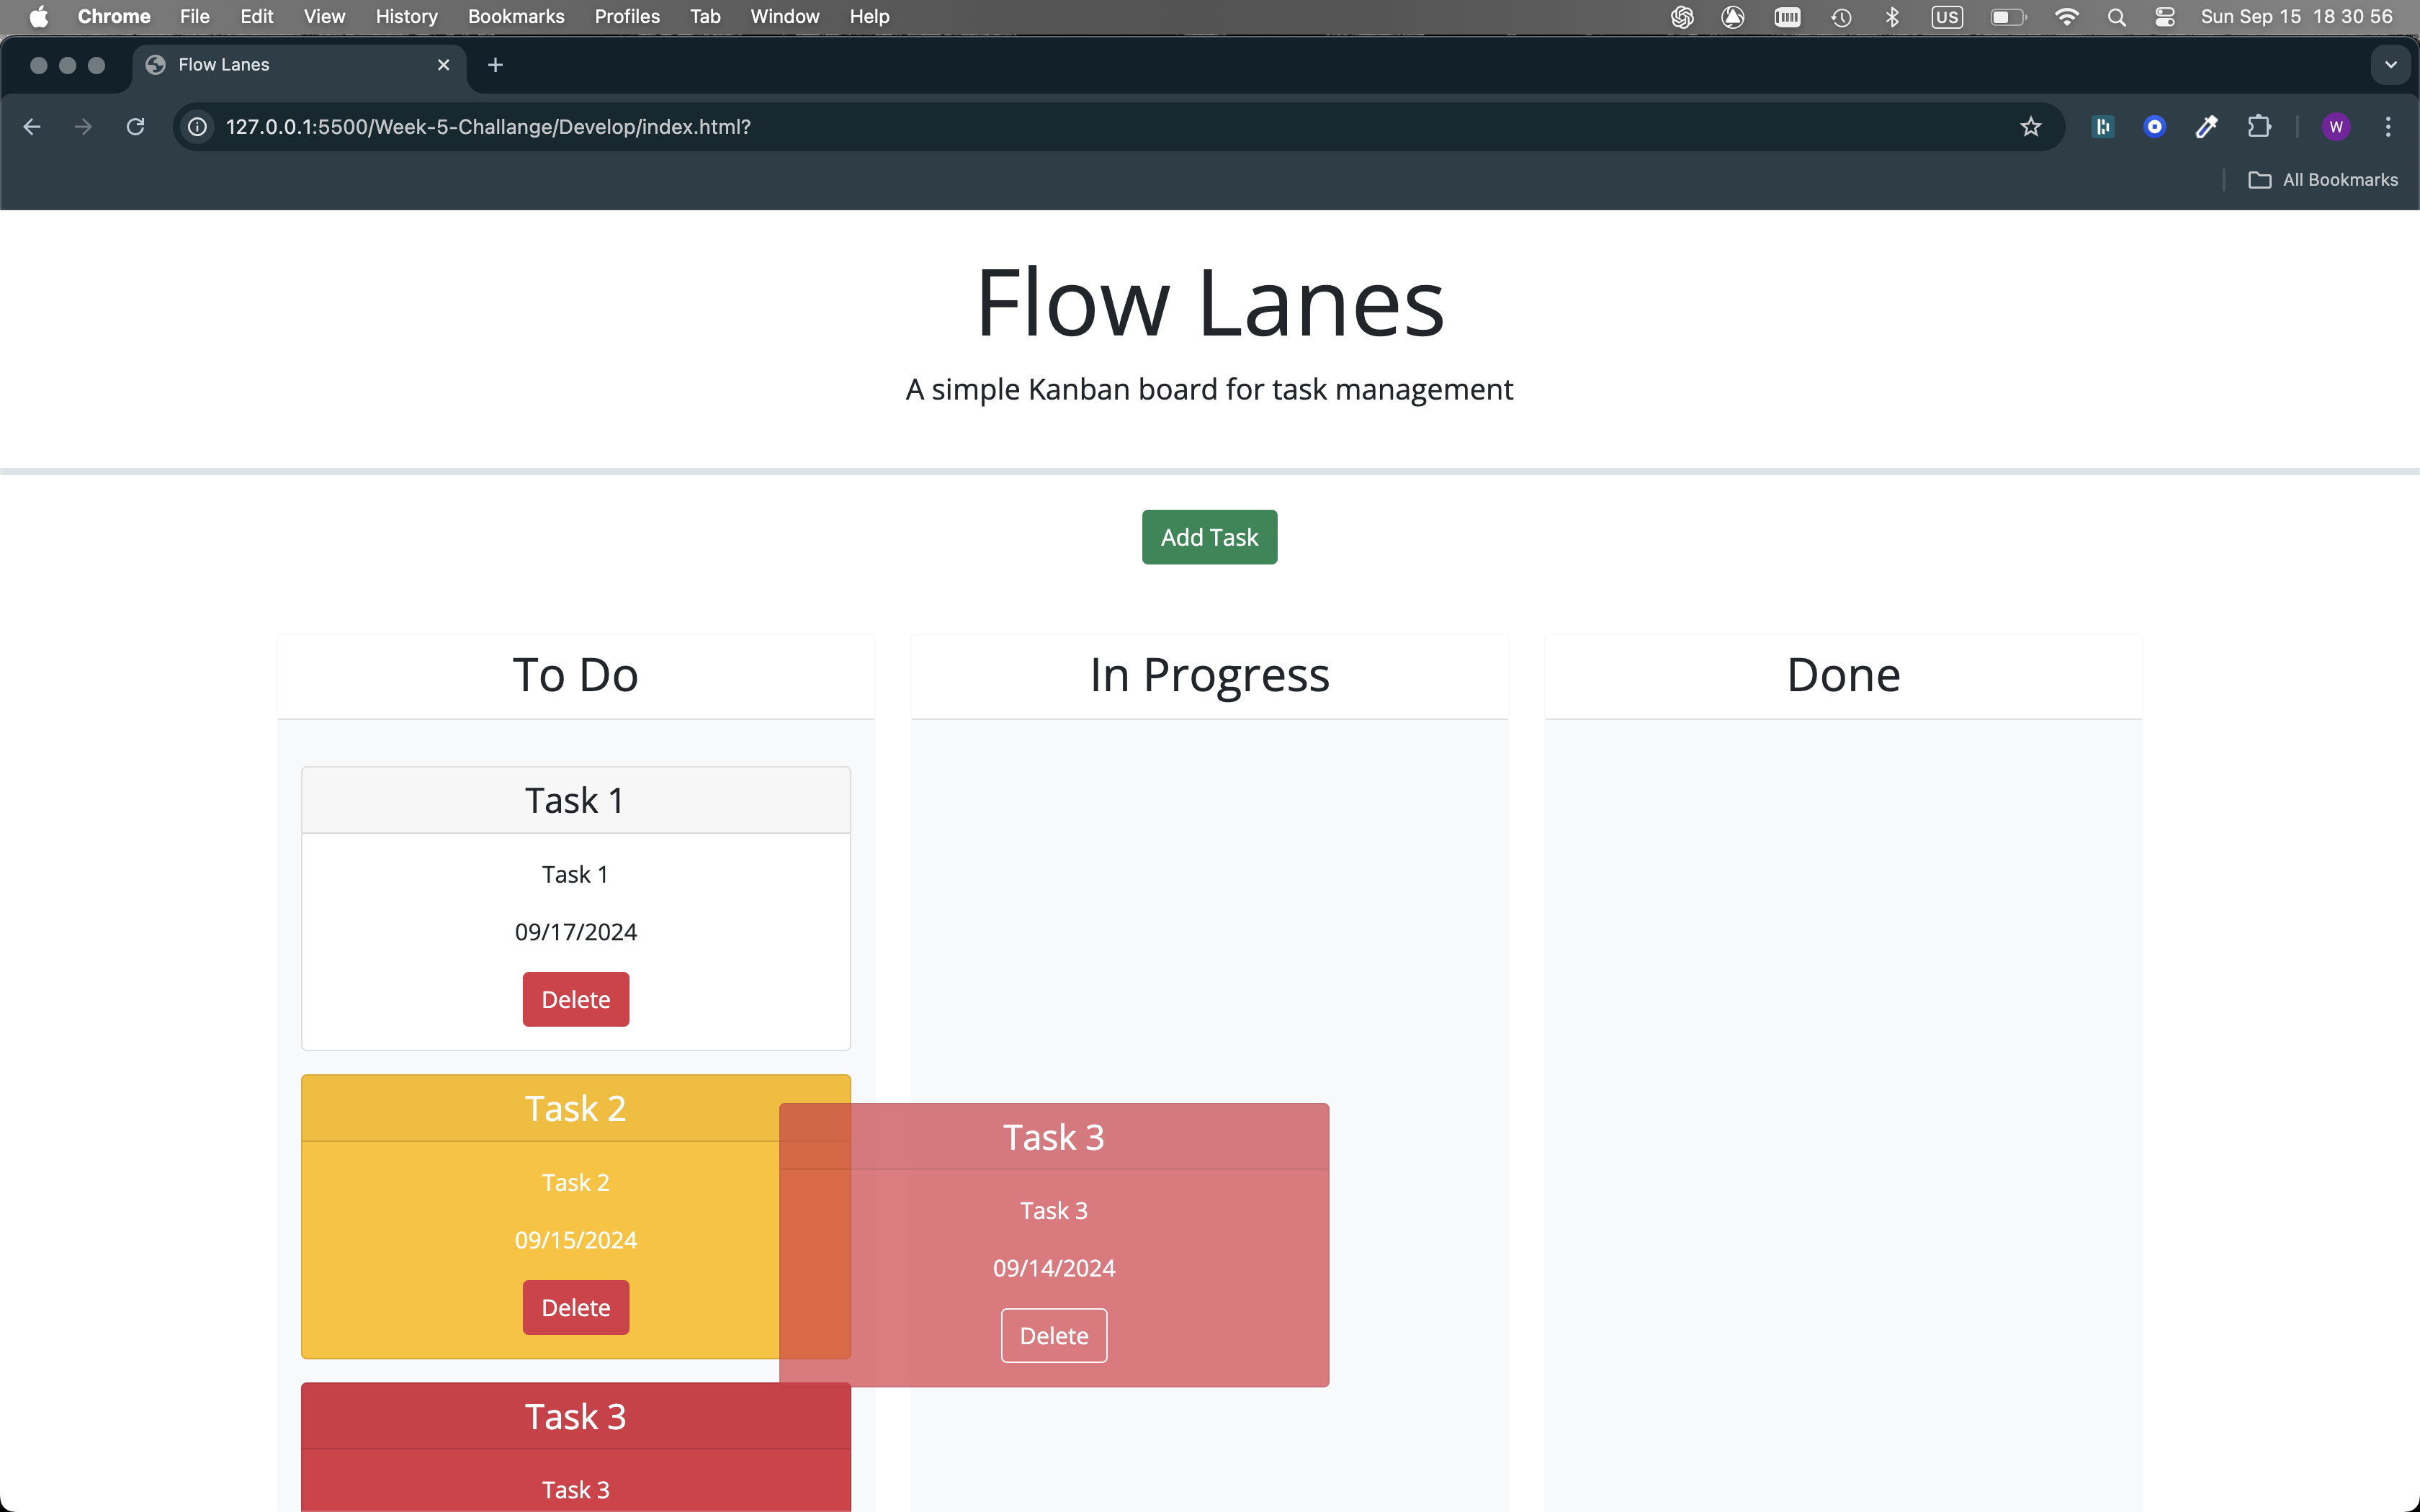 Chrome File Edit View History Bookmarks Profiles Tab Window Help US Sun Sep 15 18 30 56
Flow Lanes
127.0.0.1:5500/Week-5-Challange/Develop/index.html? W
All Bookmarks
Flow Lanes
A simple Kanban board for task management
Add Task
To Do
In Progress
Done
Task 1
Task 1
09/17/2024
Delete
Task 2
Task 2
09/15/2024
Delete
Task 3
Task 3
09/14/2024
Delete
Task 3
Task 3